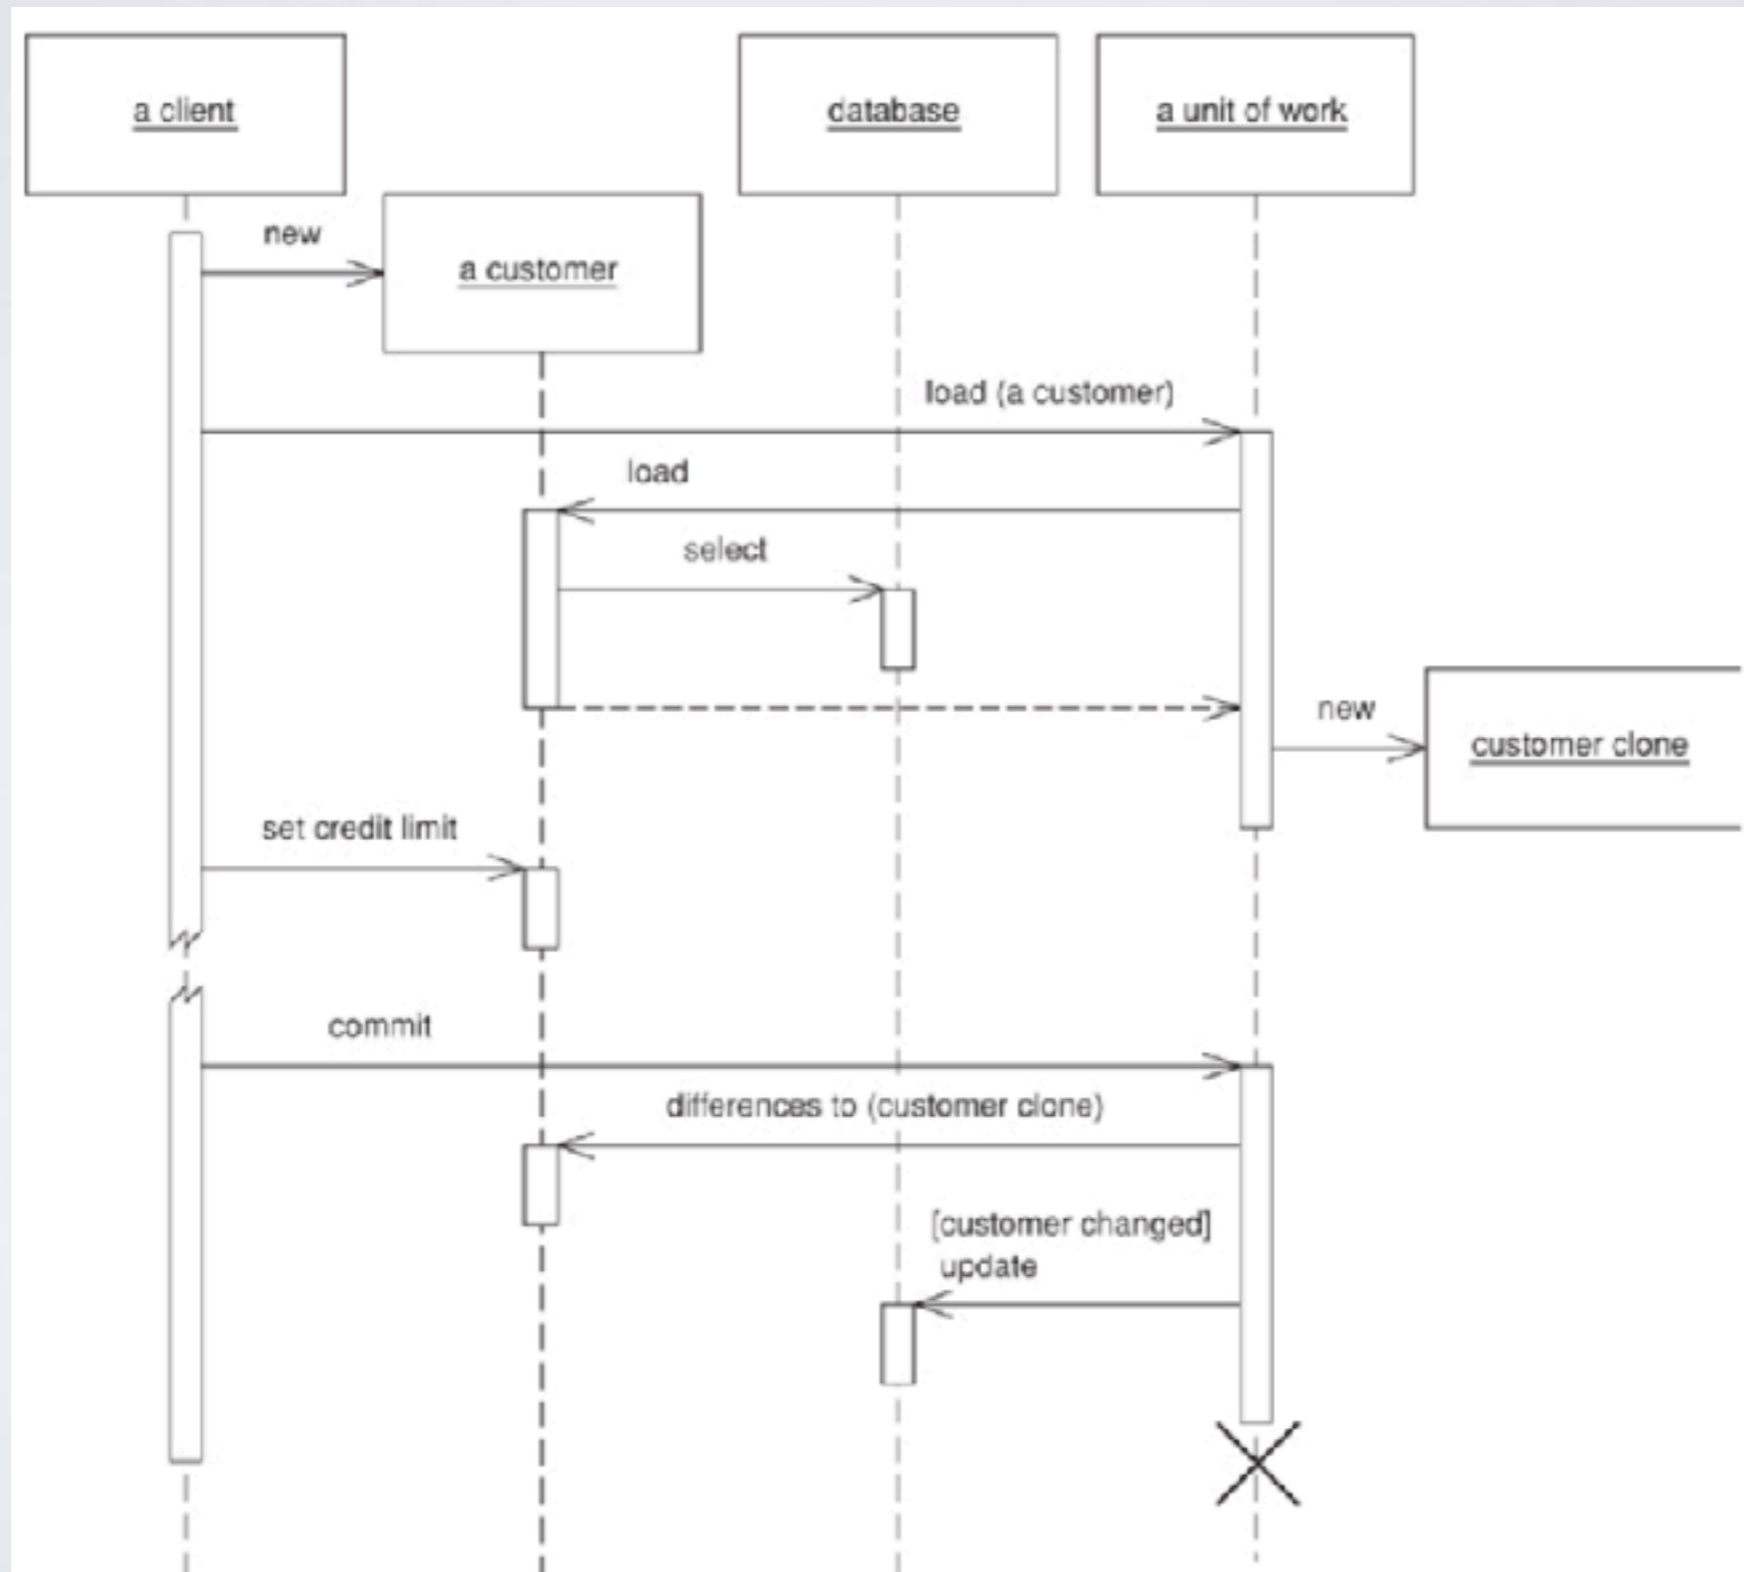 a client
database
a unit of work
new
a customer
load (a customer)
load
select
new
customer clone
set credit limit
commit
differences to (customer clone)
[customer changed]
update